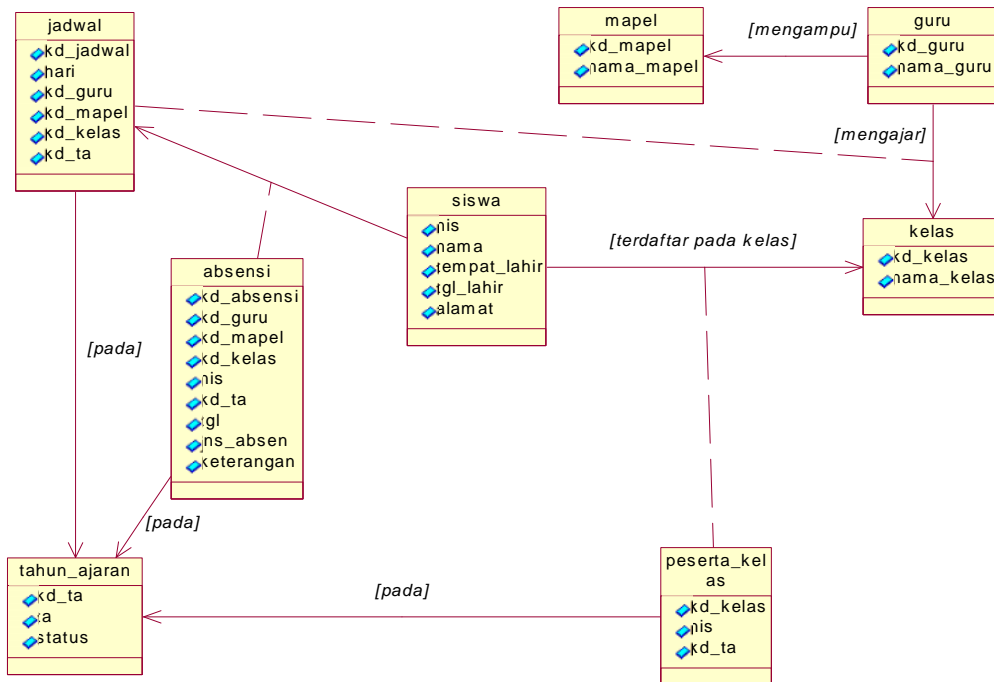 jadwal
kd_jadwal
hari
kd_guru
kd_mapel
kd_kelas
kd_ta
mapel
kd_mapel
nama_mapel
[mengampu]
guru
kd_guru
nama_guru
[mengajar]
siswa
nis
nama
tempat_lahir
tgl_lahir
alamat
[terdaftar pada kelas]
kelas
kd_kelas
nama_kelas
absensi
kd_absensi
kd_guru
kd_mapel
kd_kelas
nis
kd_ta
tgl
jns_absen
keterangan
[pada]
[pada]
tahun_ajaran
kd_ta
ta
status
[pada]
peserta_kel
as
kd_kelas
nis
kd_ta